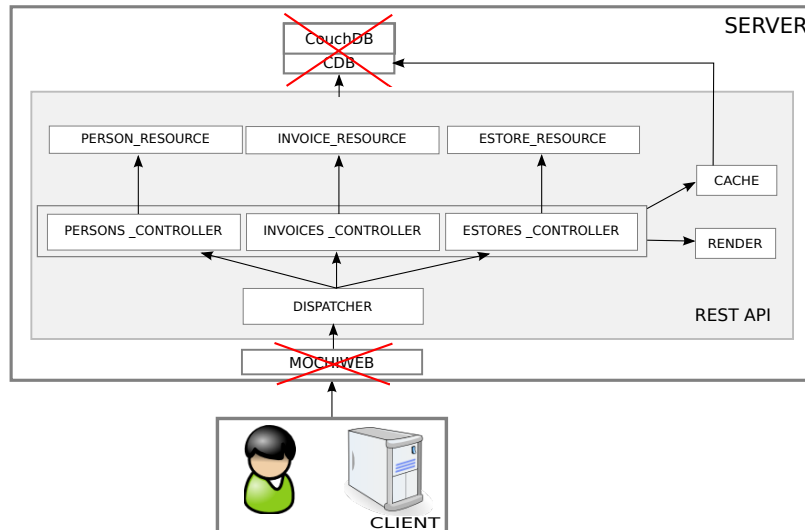 SERVER
CouchDB
CDB
PERSON_RESOURCE
INVOICE_RESOURCE
ESTORE_RESOURCE
CACHE
PERSONS _CONTROLLER
INVOICES _CONTROLLER
ESTORES _CONTROLLER
RENDER
DISPATCHER
REST API
MOCHIWEB
CLIENT